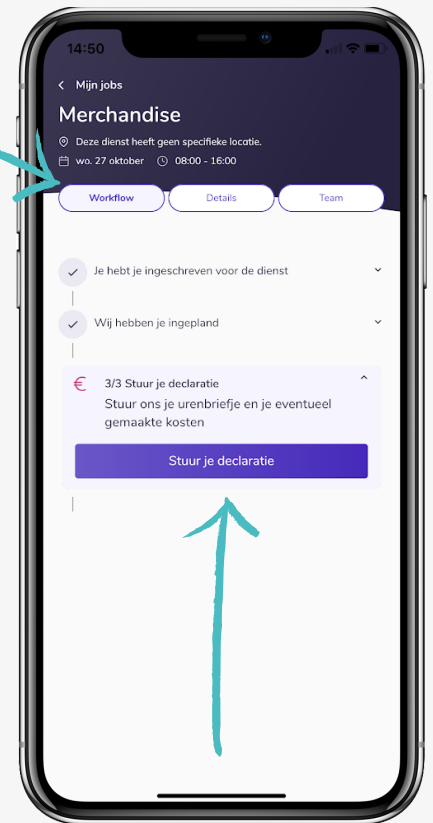 14:50
Mijn jobs
Merchandise
Deze dienst heeft geen specifieke locatie.
wo. 27 oktober 08:00 - 16:00
Workflow Details Team
Je hebt je ingeschreven voor de dienst
Wij hebben je ingepland
€ 3/3 Stuur je declaratie
Stuur ons je urenbriefje en je eventueel
gemaakte kosten
Stuur je declaratie